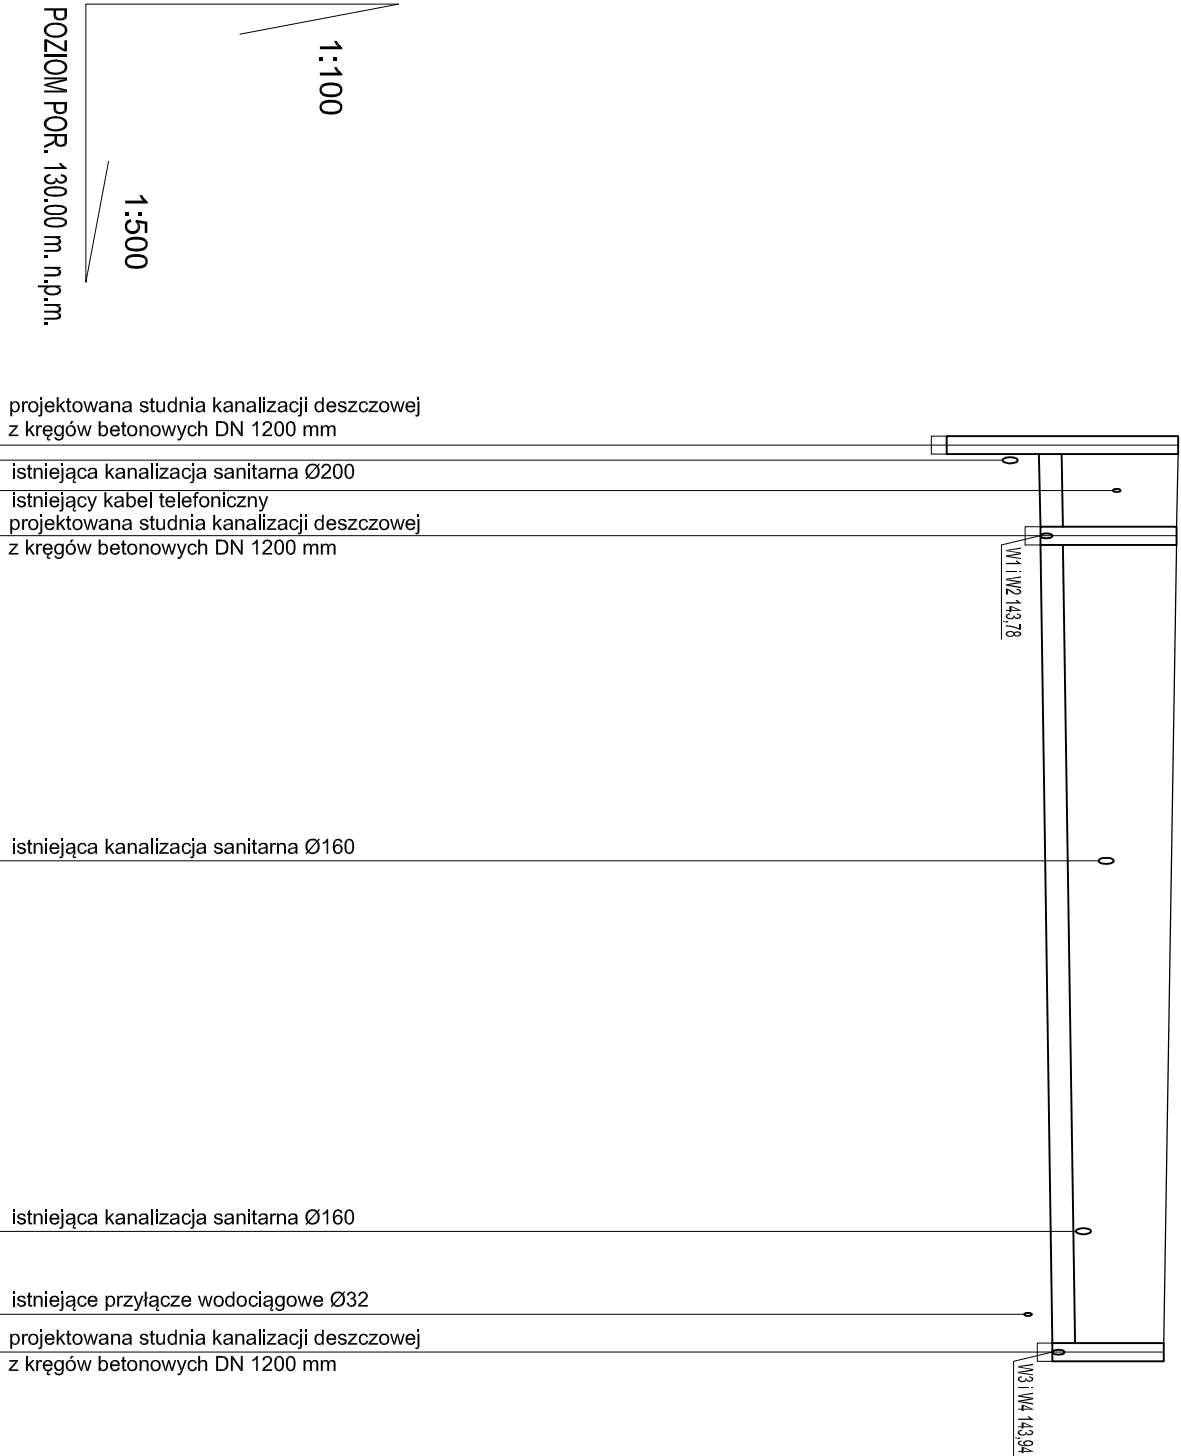 1:100
1:500
POZIOM POR. 130.00 m. n.p.m.
projektowana studnia kanalizacji deszczowej
z kręgów betonowych DN 1200 mm
istniejąca kanalizacja sanitarna Ø200
istniejący kabel telefoniczny
projektowana studnia kanalizacji deszczowej
z kręgów betonowych DN 1200 mm
W1 i W2 143,78
istniejąca kanalizacja sanitarna Ø160
istniejąca kanalizacja sanitarna Ø160
istniejące przyłącze wodociągowe Ø32
projektowana studnia kanalizacji deszczowej
z kręgów betonowych DN 1200 mm
W3 i W4 143,94